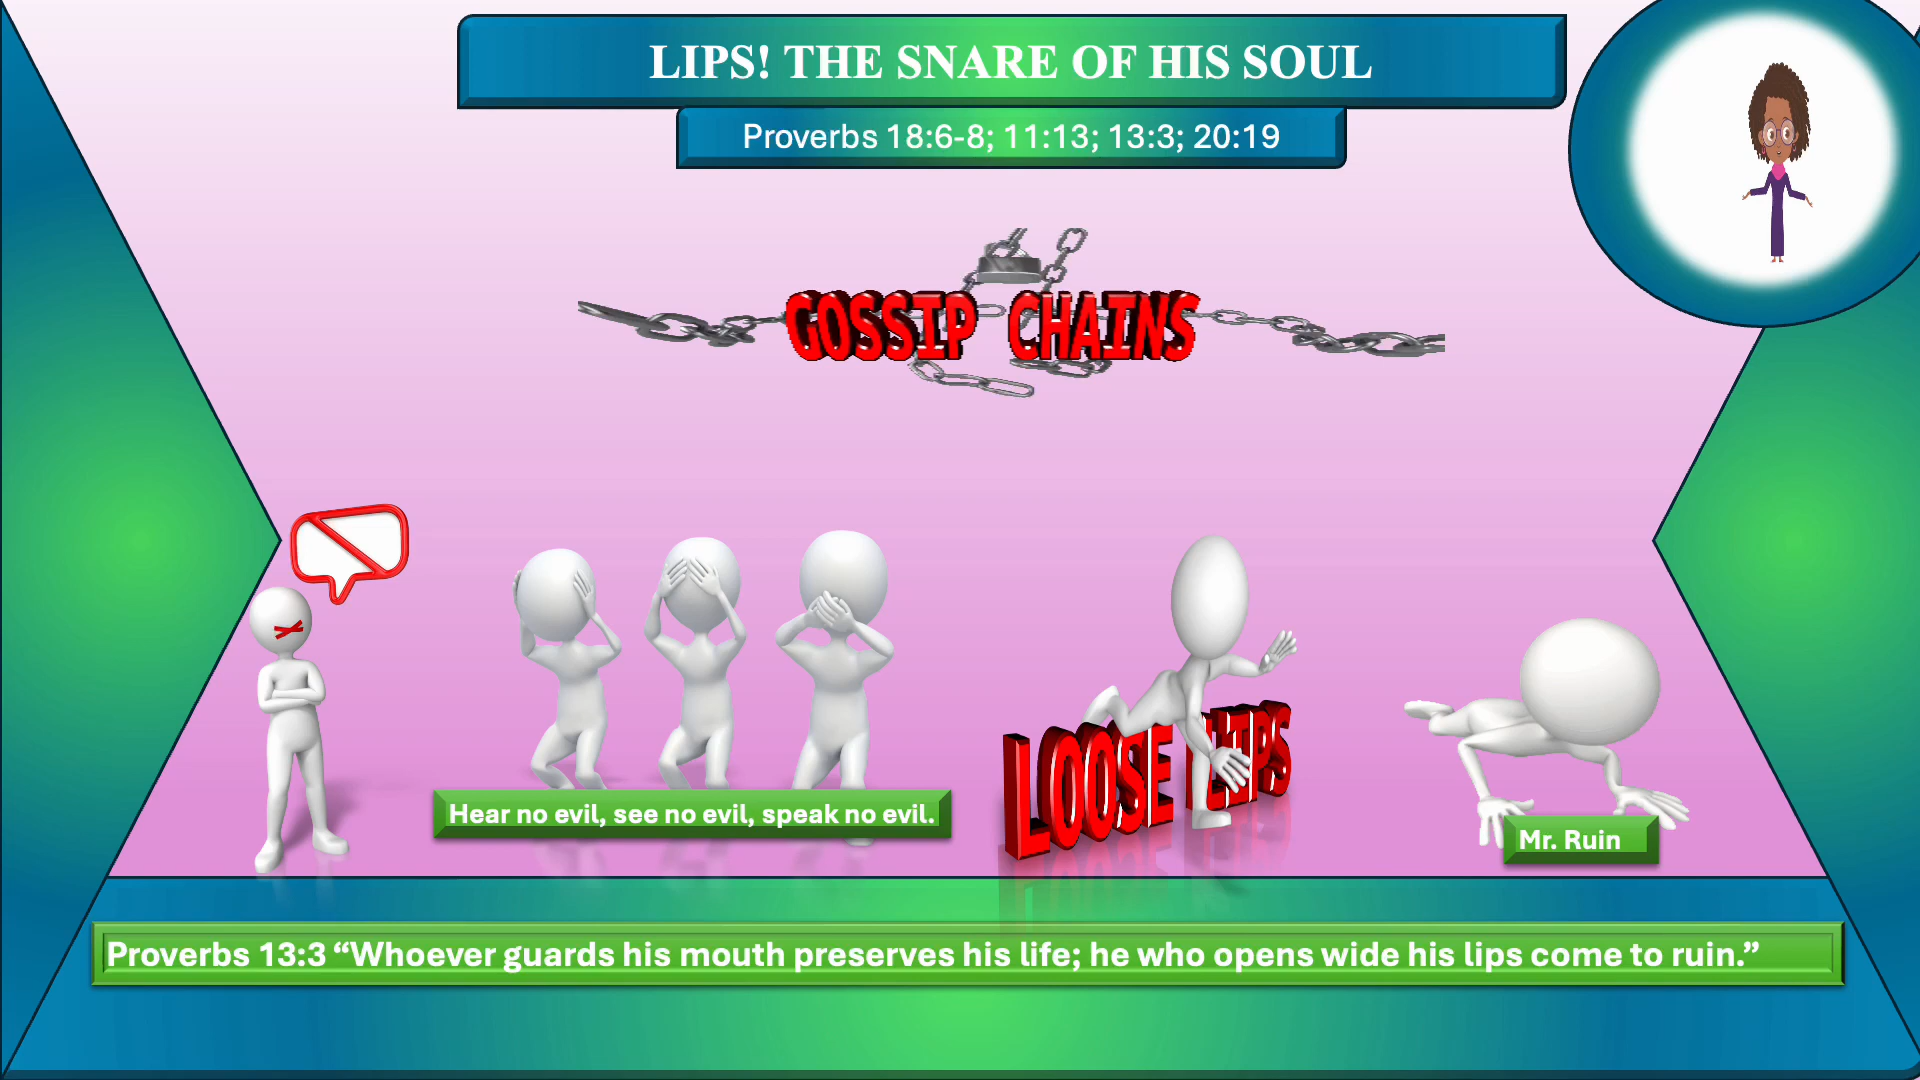 LIPS! THE SNARE OF HIS SOUL
Proverbs 18:6-8; 11:13; 13:3; 20:19
GOSSIP CHAINS
Hear no evil, see no evil, speak no evil.
LOOSE LIPS
Mr. Ruin
Proverbs 13:3 “Whoever guards his mouth preserves his life; he who opens wide his lips come to ruin.”